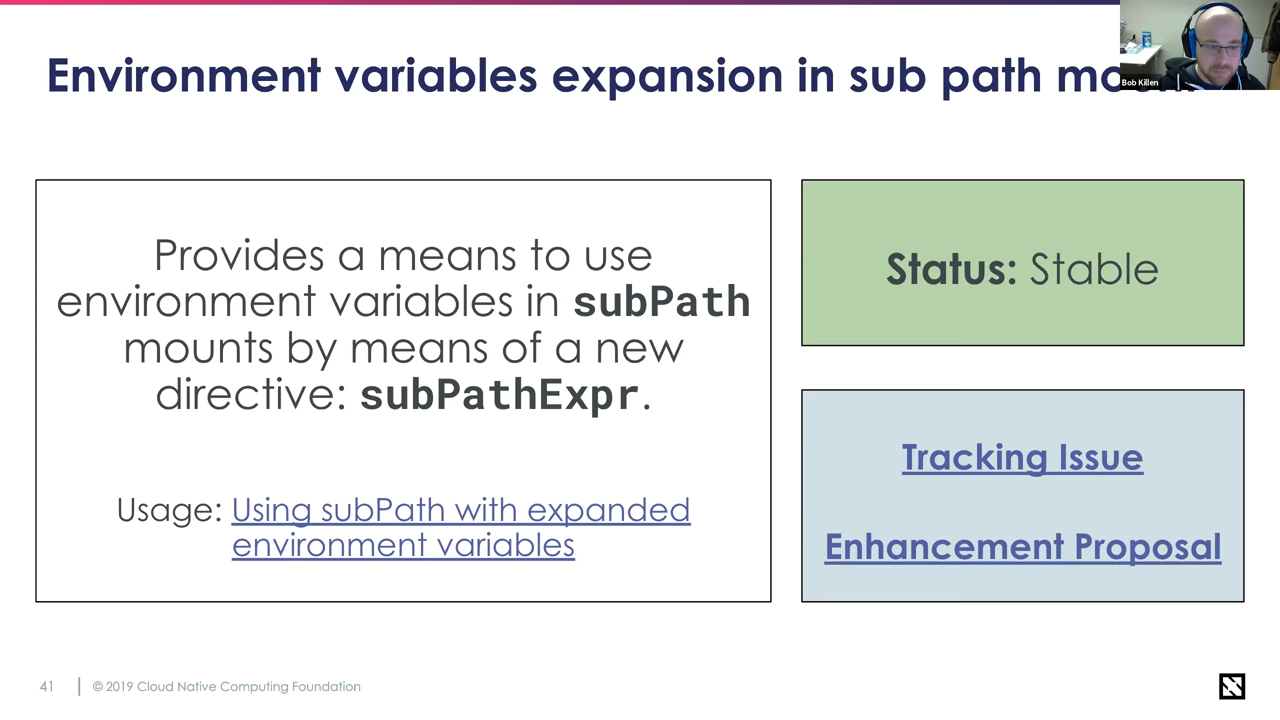 Environment variables expansion in sub path
Bob Killen
Provides a means to use
environment variables in subPath
mounts by means of a new
directive: subPathExpr.
Usage: Using subPath with expanded
environment variables
Status: Stable
Tracking Issue
Enhancement Proposal
41
© 2019 Cloud Native Computing Foundation